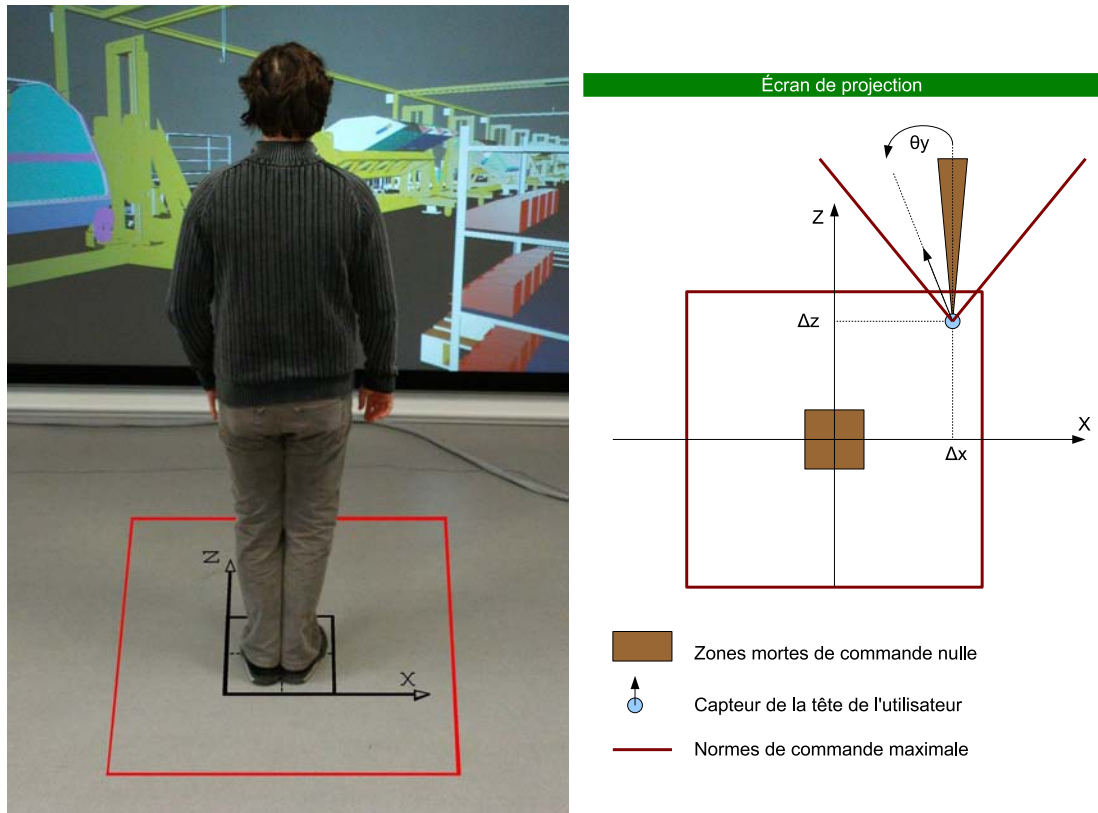 Z
X
Écran de projection
θy
Z
Δz
X
Δx
Zones mortes de commande nulle
Capteur de la tête de l'utilisateur
Normes de commande maximale